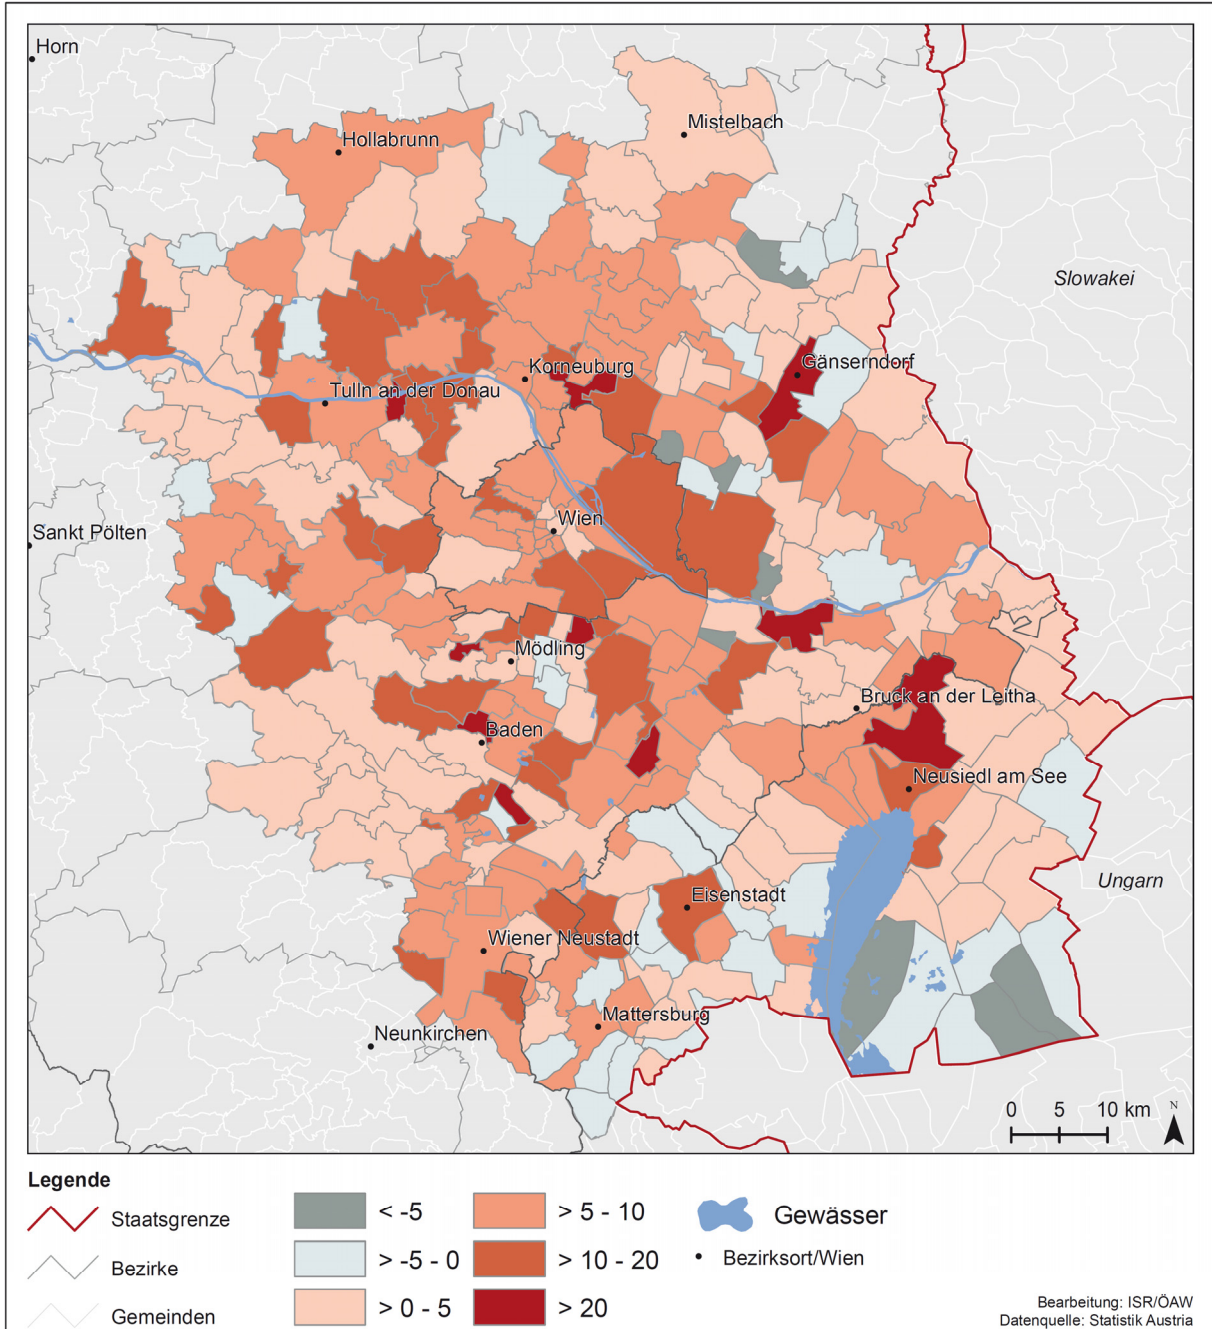 Horn
Mistelbach
Hollabrunn
Slowakei
Gänserndorf
Korneuburg
Tulln an der Donau
Wien
Sankt Pölten
Mödling
Bruck an der Leitha
Baden
Neusiedl am See
Ungarn
Eisenstadt
Wiener Neustadt
Mattersburg
Neunkirchen
0 5 10 km
N
Legende
Staatsgrenze
Bezirke
Gemeinden
< -5
> -5 - 0
> 0 - 5
> 5 - 10
> 10 - 20
> 20
Gewässer
Bezirksort/Wien
Bearbeitung: ISR/ÖAW
Datenquelle: Statistik Austria